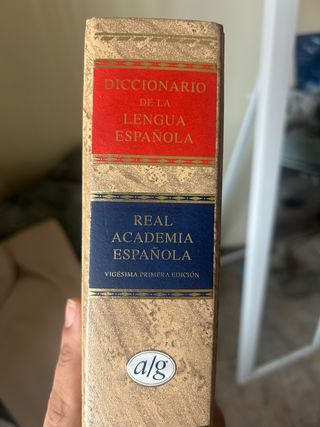 DICCIONARIO
DE LA
LENGUA
ESPAÑOLA
REAL
ACADEMIA
ESPAÑOLA
VIGÉSIMA PRIMERA EDICIÓN
a/g